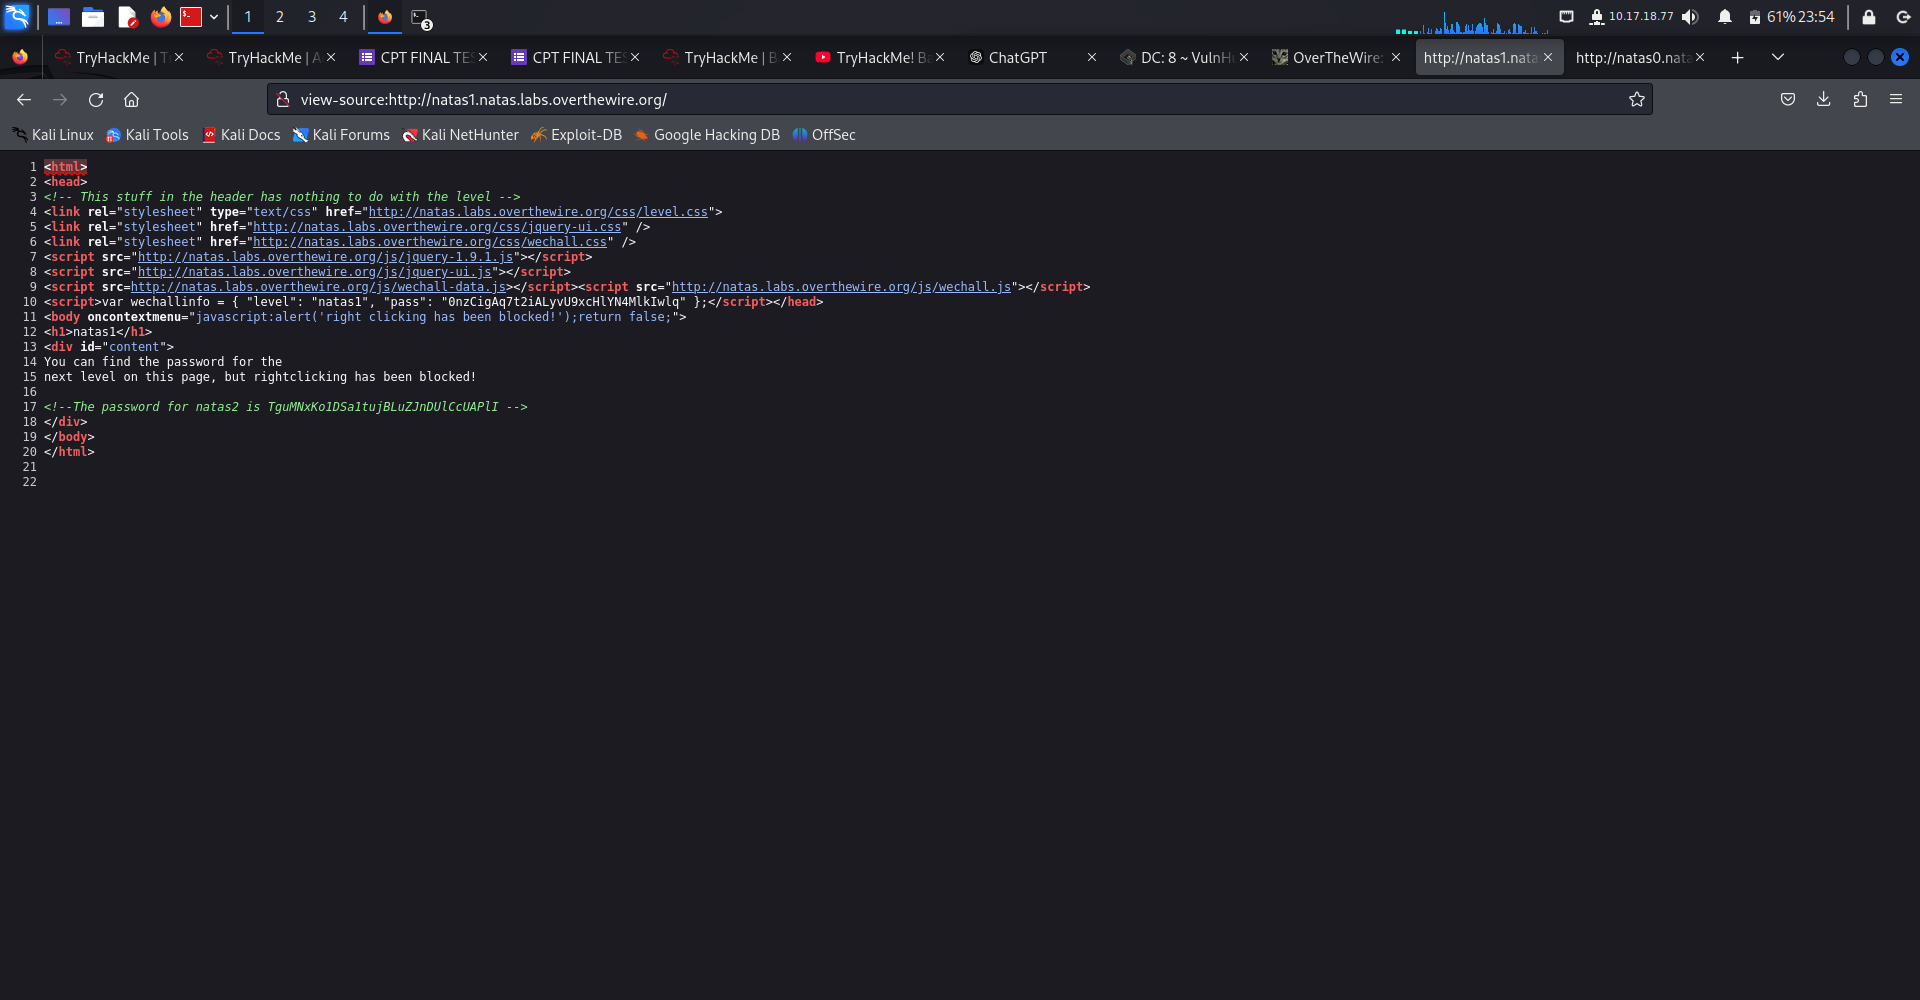 1 2 3 4 3 10.17.18.77 61% 23:54
TryHackMe | T TryHackMe | A CPT FINAL TES CPT FINAL TES TryHackMe | B TryHackMe! Ba ChatGPT DC: 8 ~ VulnH OverTheWire: http://natas1.nata http://natas0.nata
view-source:http://natas1.natas.labs.overthewire.org/
Kali Linux Kali Tools Kali Docs Kali Forums Kali NetHunter Exploit-DB Google Hacking DB OffSec
1 <html>
2 <head>
3 <!-- This stuff in the header has nothing to do with the level -->
4 <link rel="stylesheet" type="text/css" href="http://natas.labs.overthewire.org/css/level.css">
5 <link rel="stylesheet" href="http://natas.labs.overthewire.org/css/jquery-ui.css" />
6 <link rel="stylesheet" href="http://natas.labs.overthewire.org/css/wechall.css" />
7 <script src="http://natas.labs.overthewire.org/js/jquery-1.9.1.js"></script>
8 <script src="http://natas.labs.overthewire.org/js/jquery-ui.js"></script>
9 <script src=http://natas.labs.overthewire.org/js/wechall-data.js></script><script src="http://natas.labs.overthewire.org/js/wechall.js"></script>
10 <script>var wechallinfo = { "level": "natas1", "pass": "0nzCigAq7t2iALyvU9xcHlYN4MlkIwlq" };</script></head>
11 <body oncontextmenu="javascript:alert('right clicking has been blocked!');return false;">
12 <h1>natas1</h1>
13 <div id="content">
14 You can find the password for the
15 next level on this page, but rightclicking has been blocked!
16
17 <!--The password for natas2 is TguMNxKo1DSa1tujBLuZJnDUlCcUAPlI -->
18 </div>
19 </body>
20 </html>
21
22